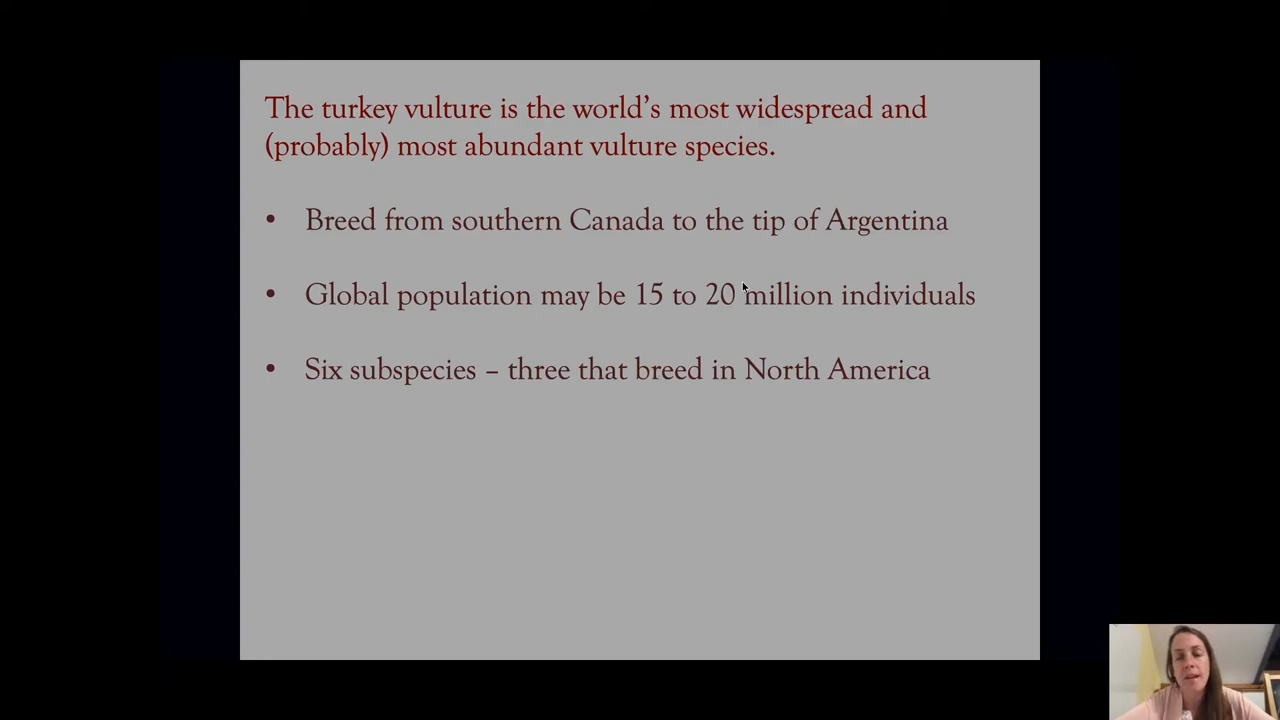 The turkey vulture is the world’s most widespread and
(probably) most abundant vulture species.
• Breed from southern Canada to the tip of Argentina
• Global population may be 15 to 20 million individuals
• Six subspecies – three that breed in North America